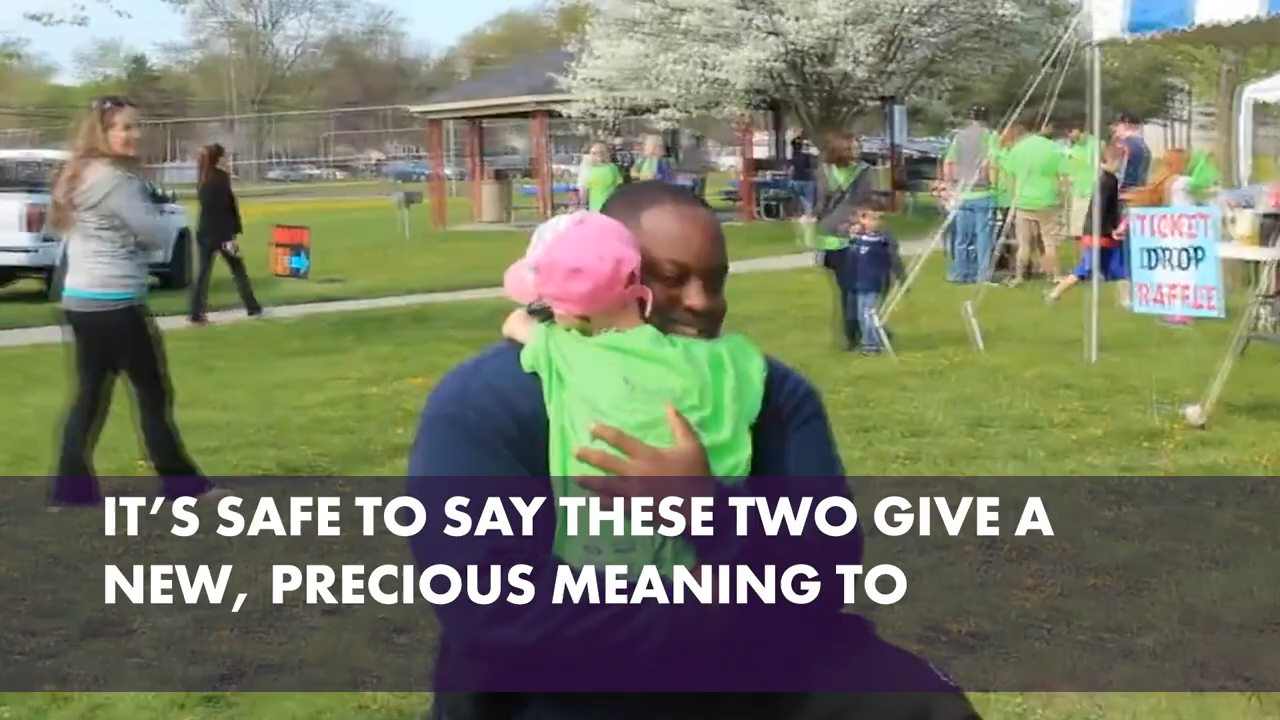 TICKET
DROP
RAFFLE
IT’S SAFE TO SAY THESE TWO GIVE A
NEW, PRECIOUS MEANING TO